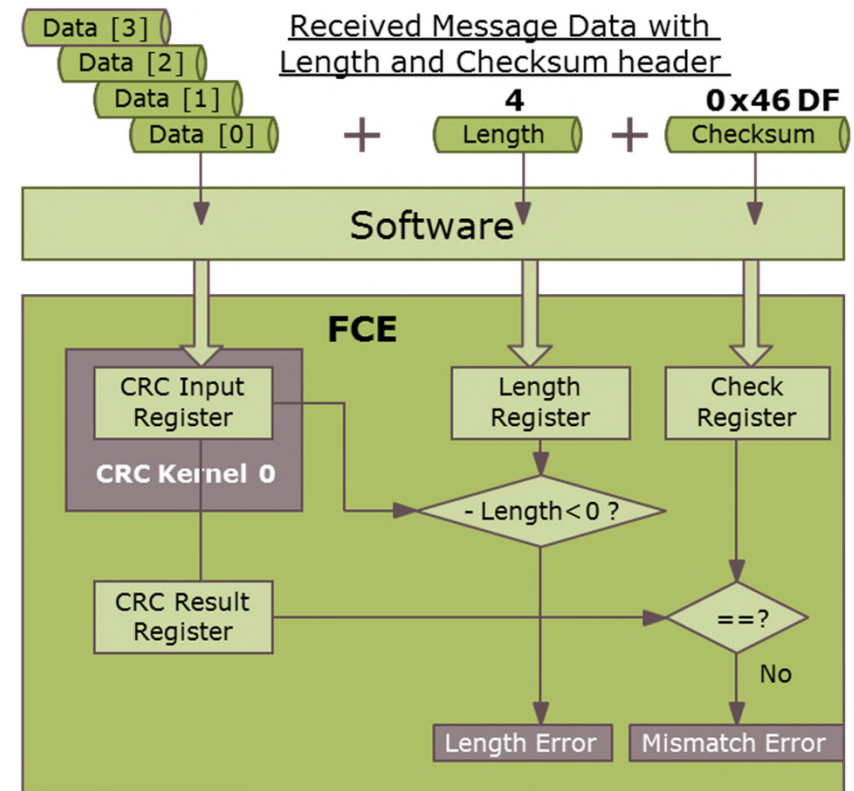 Received Message Data with
Length and Checksum header
Data [3]
Data [2]
Data [1]
Data [0]
+
4
Length
+
0x46 DF
Checksum
Software
FCE
CRC Input
Register
CRC Kernel 0
Length
Register
Check
Register
- Length<0 ?
CRC Result
Register
==?
No
Length Error
Mismatch Error